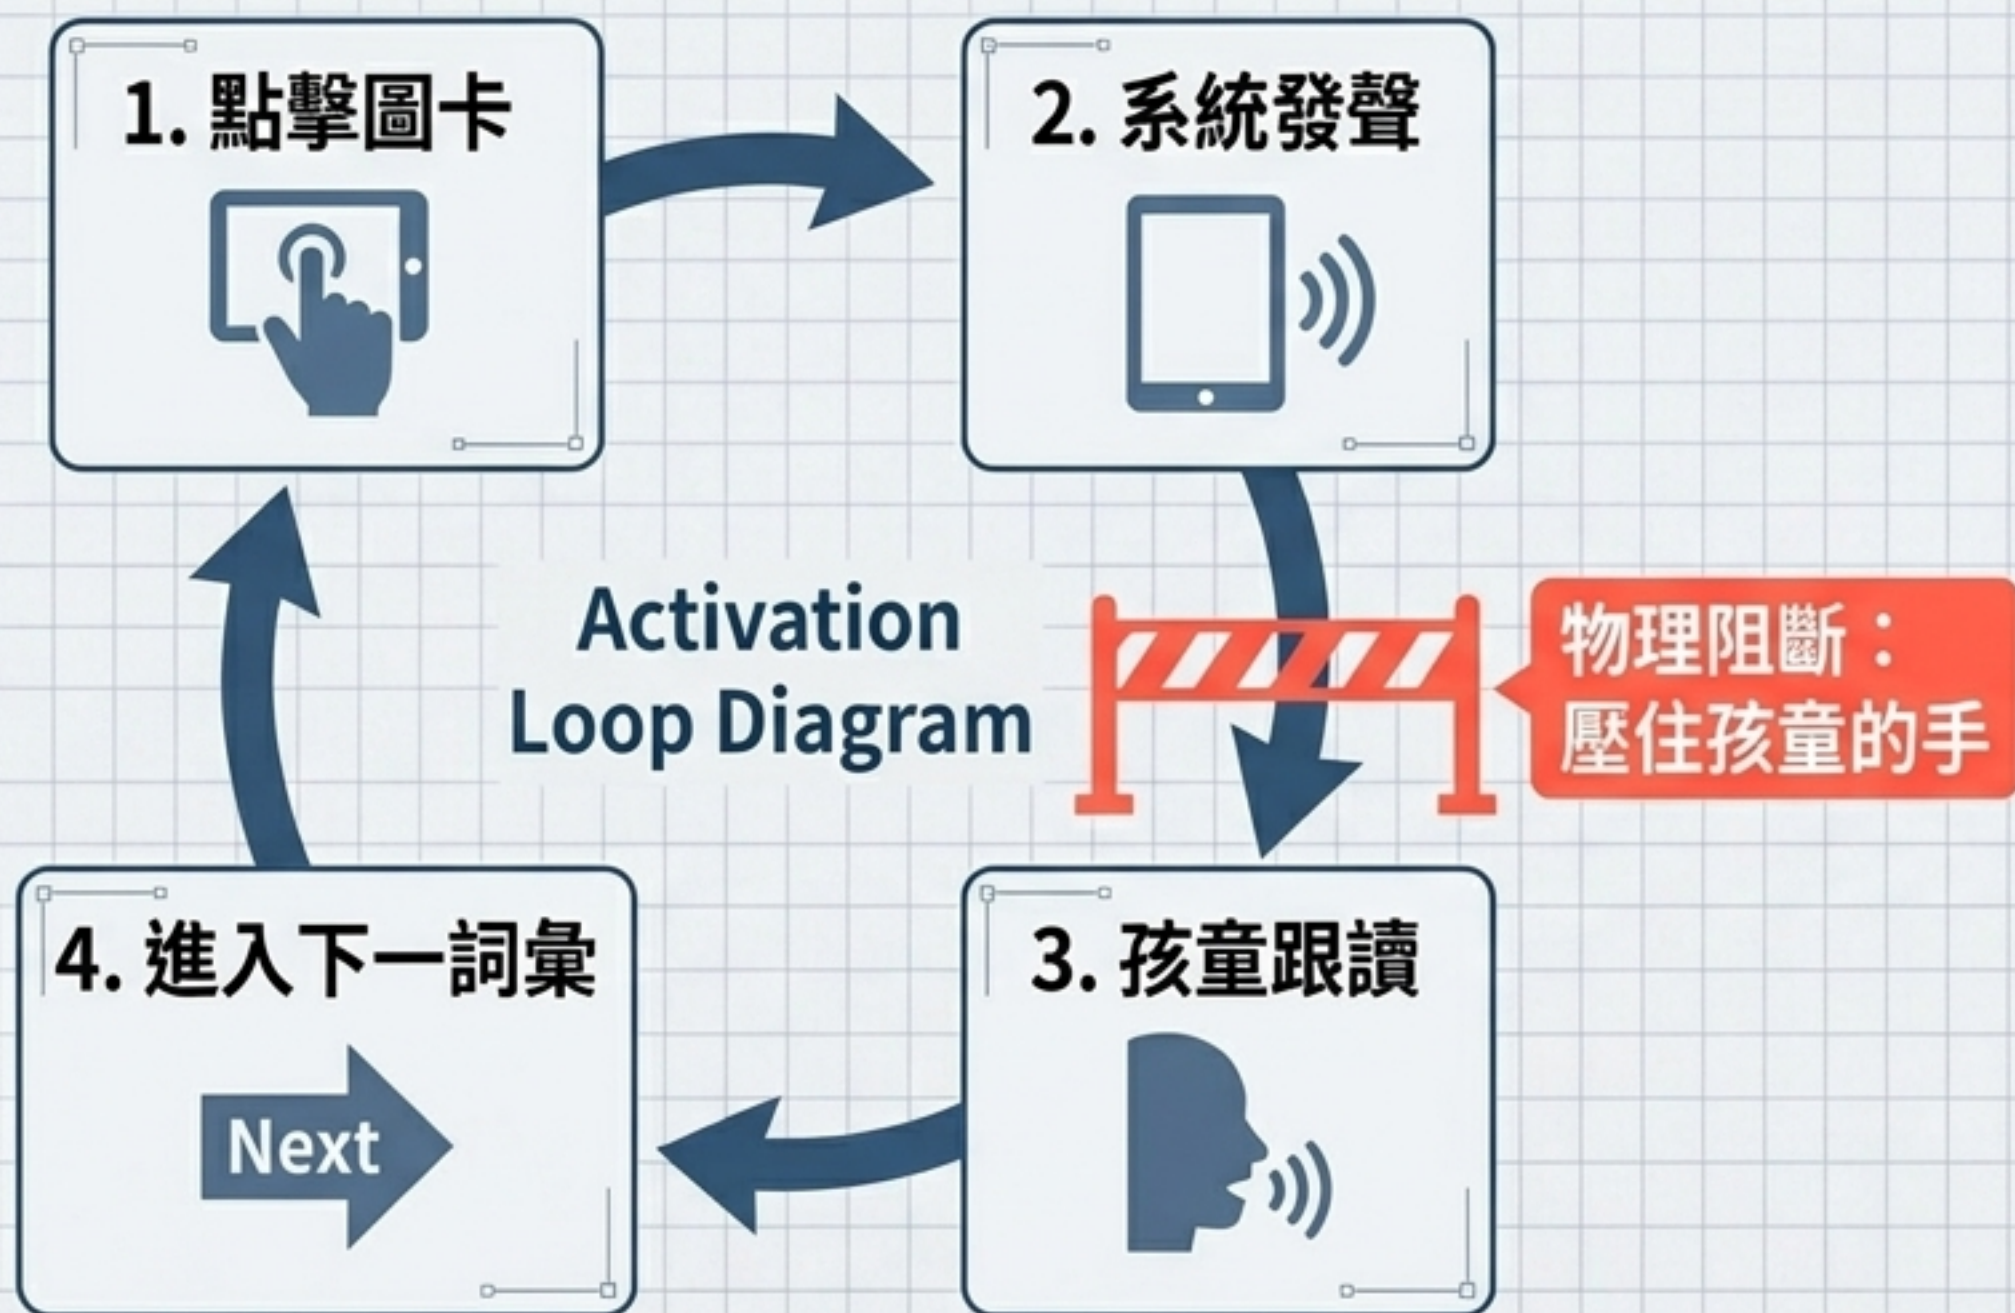 1. 點擊圖卡
2. 系統發聲
Activation
Loop Diagram
物理阻斷：
壓住孩童的手
3. 孩童跟讀
4. 進入下一詞彙
Next